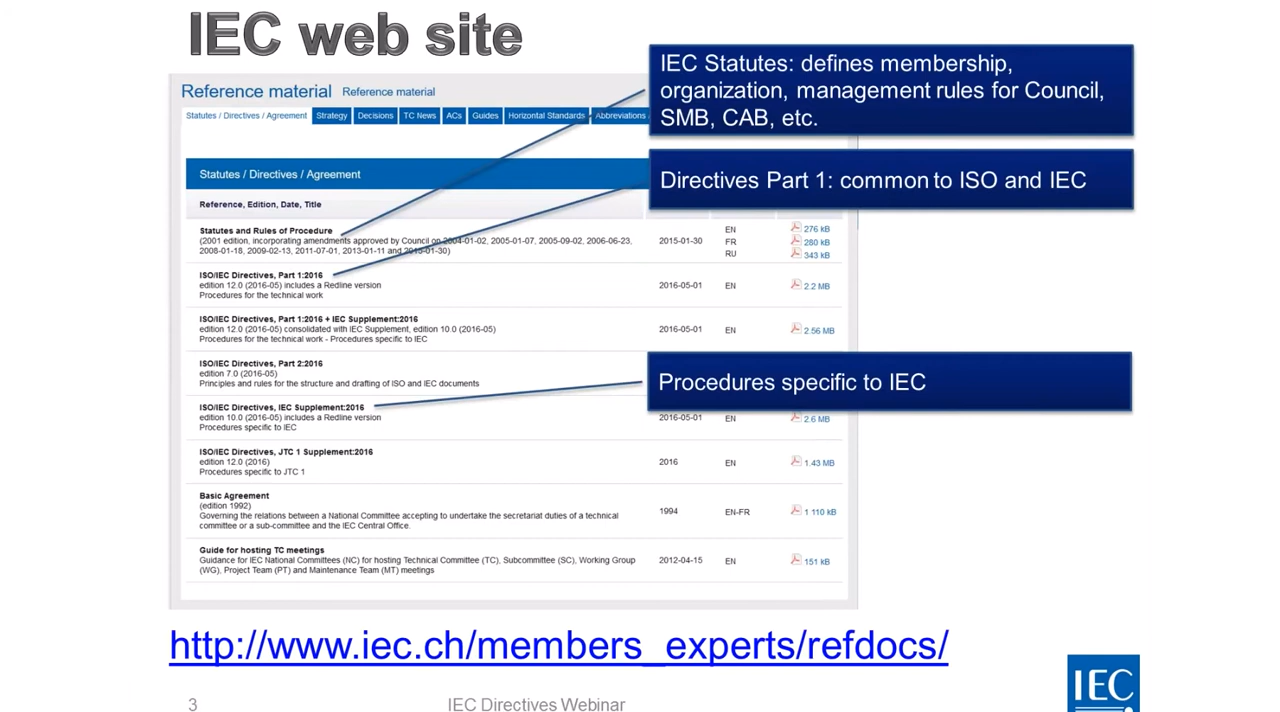 IEC web site
IEC Statutes: defines membership,
organization, management rules for Council,
SMB, CAB, etc.
Reference material Reference material
Statutes / Directives / Agreement Strategy Decisions TC News ACs Guides Horizontal Standards Abbreviations
Directives Part 1: common to ISO and IEC
Statutes / Directives / Agreement
Reference, Edition, Date, Title
Statutes and Rules of Procedure
(2001 edition, incorporating amendments approved by Council on 2004-01-02, 2005-01-07, 2005-09-02, 2006-06-23,
2008-01-18, 2009-02-13, 2011-07-01, 2013-01-11 and 2015-01-30)
2015-01-30
EN 276 kB
FR 280 kB
RU 343 kB
ISO/IEC Directives, Part 1:2016
edition 12.0 (2016-05) includes a Redline version
Procedures for the technical work
2016-05-01 EN 2.2 MB
ISO/IEC Directives, Part 1:2016 + IEC Supplement:2016
edition 12.0 (2016-05) consolidated with IEC Supplement, edition 10.0 (2016-05)
Procedures for the technical work - Procedures specific to IEC
2016-05-01 EN 2.56 MB
ISO/IEC Directives, Part 2:2016
edition 7.0 (2016-05)
Principles and rules for the structure and drafting of ISO and IEC documents
Procedures specific to IEC
ISO/IEC Directives, IEC Supplement:2016
edition 10.0 (2016-05) includes a Redline version
Procedures specific to IEC
2016-05-01 EN 2.6 MB
ISO/IEC Directives, JTC 1 Supplement:2016
edition 12.0 (2016)
Procedures specific to JTC 1
2016 EN 1.43 MB
Basic Agreement
(edition 1992)
Governing the relations between a National Committee accepting to undertake the secretariat duties of a technical
committee or a sub-committee and the IEC Central Office.
1994 EN-FR 1 110 kB
Guide for hosting TC meetings
Guidance for IEC National Committees (NC) for hosting Technical Committee (TC), Subcommittee (SC), Working Group
(WG), Project Team (PT) and Maintenance Team (MT) meetings
2012-04-15 EN 151 kB
http://www.iec.ch/members_experts/refdocs/
3 IEC Directives Webinar
IEC